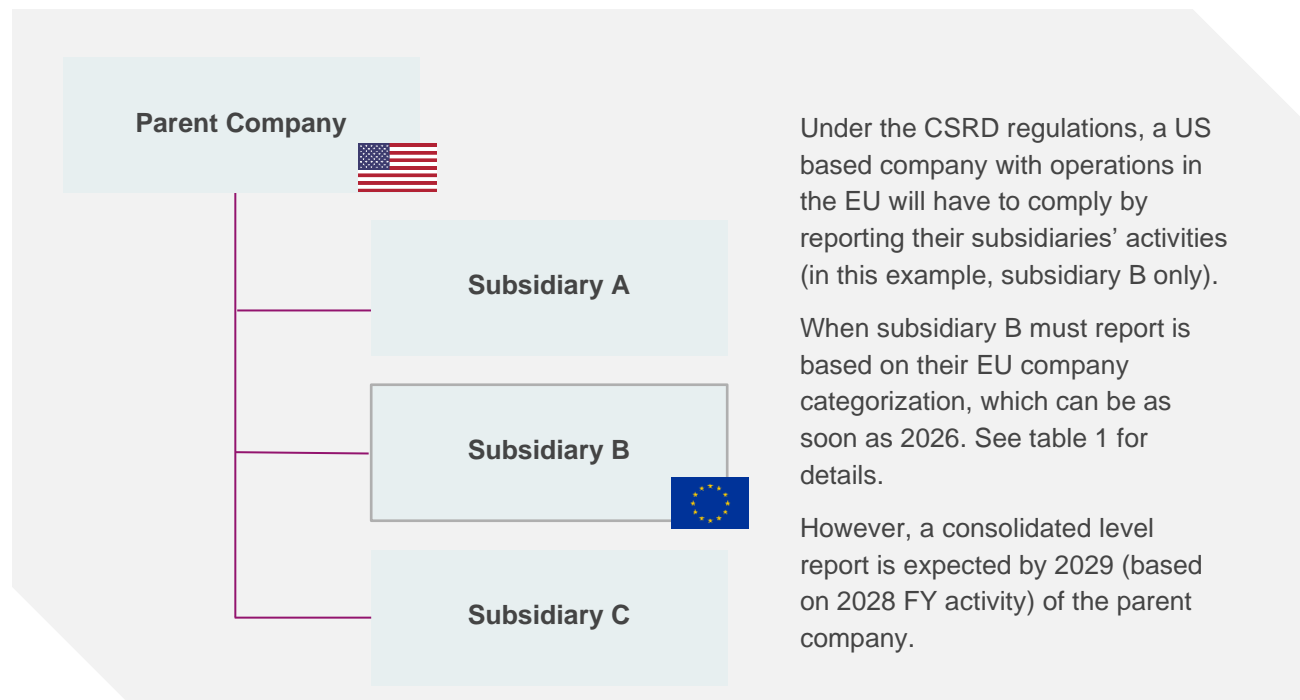 Parent Company
Subsidiary A
Subsidiary B
Subsidiary C
Under the CSRD regulations, a US
based company with operations in
the EU will have to comply by
reporting their subsidiaries’ activities
(in this example, subsidiary B only).
When subsidiary B must report is
based on their EU company
categorization, which can be as
soon as 2026. See table 1 for
details.
However, a consolidated level
report is expected by 2029 (based
on 2028 FY activity) of the parent
company.